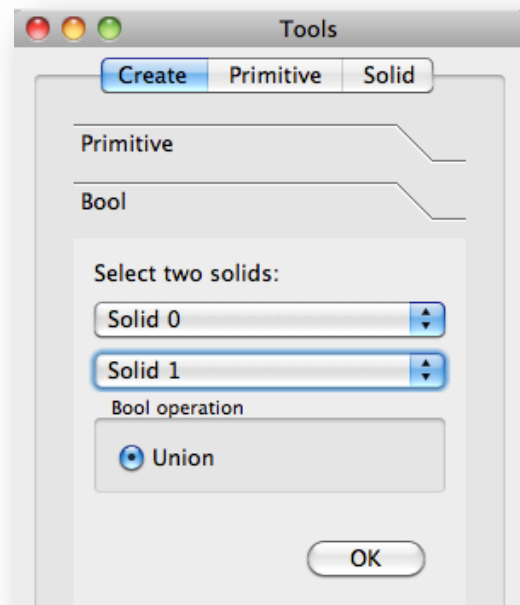 Tools
Create Primitive Solid
Primitive
Bool
Select two solids:
Solid 0
Solid 1
Bool operation
Union
OK